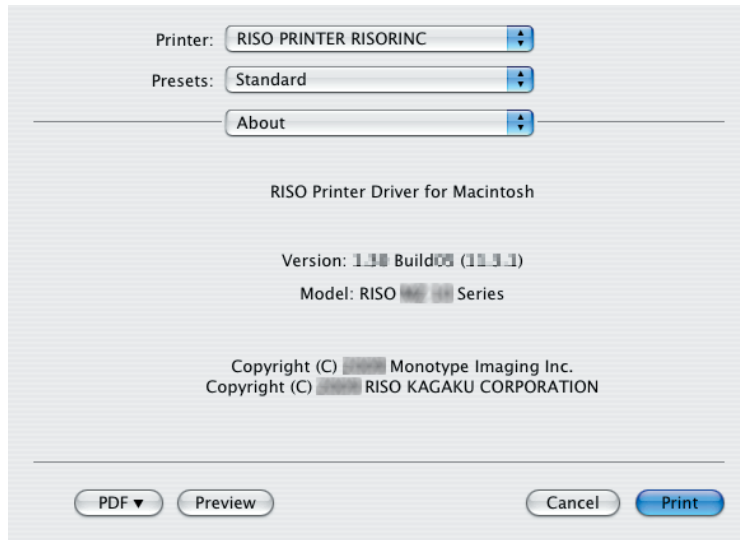 Printer: RISO PRINTER RISORINC
Presets: Standard
About
RISO Printer Driver for Macintosh
Version: Build
Model: RISO Series
Copyright (C) Monotype Imaging Inc.
Copyright (C) RISO KAGAKU CORPORATION
PDF ▼ Preview Cancel Print